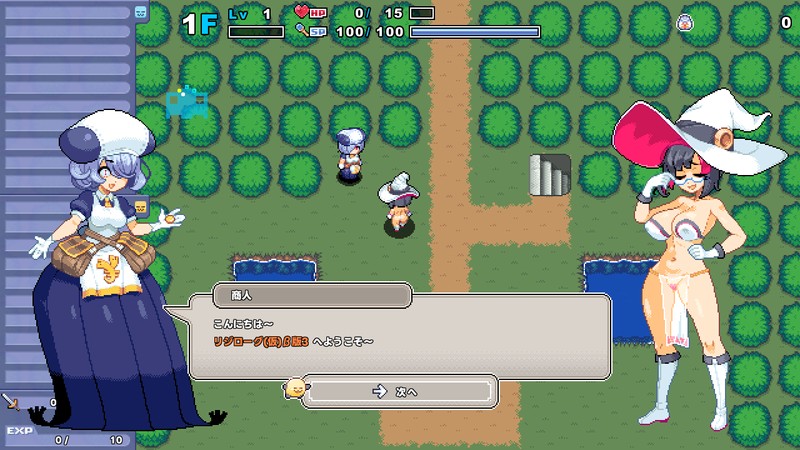 1F
Lv 1
HP 0/ 15
SP 100/ 100
0
商人
こんにちは~
リジローグ(仮)β版3 へようこそ~
次へ
0
EXP
0/ 10